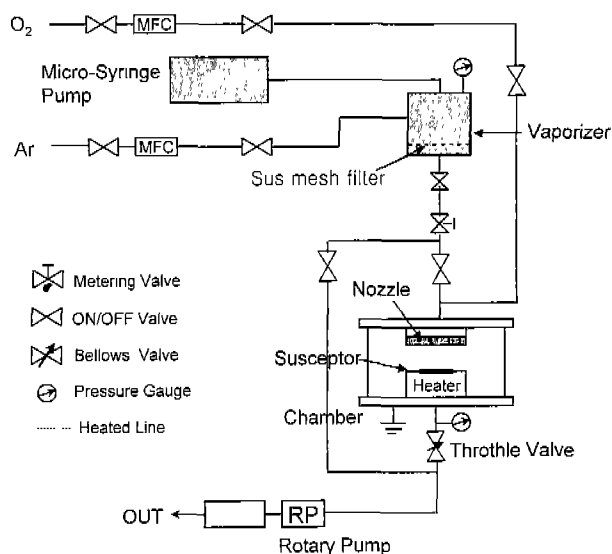 O₂
MFC
Micro-Syringe
Pump
Ar
MFC
Vaporizer
Sus mesh filter
Metering Valve
ON/OFF Valve
Bellows Valve
Pressure Gauge
Heated Line
Nozzle
Susceptor
Heater
Chamber
Throthle Valve
OUT
RP
Rotary Pump